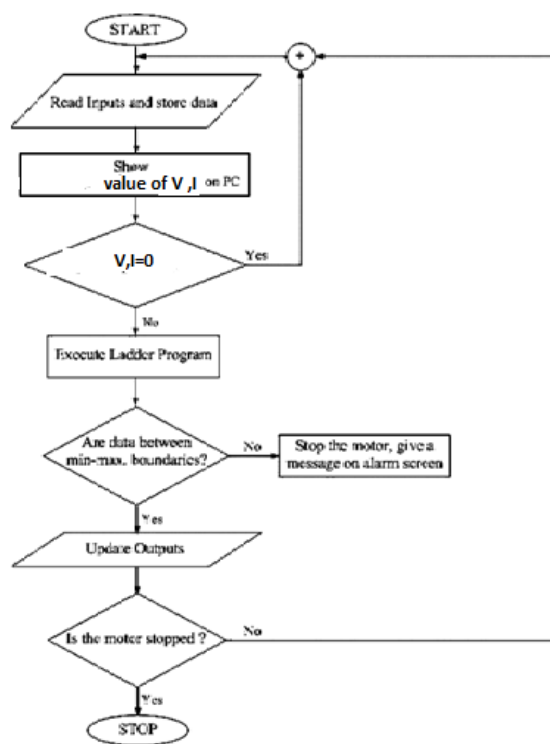 START
+
Read Inputs and store data
Show
value of V ,I on PC
V,I=0
Yes
No
Execute Ladder Program
Are data between
min-max. boundaries?
No
Stop the motor, give a
message on alarm screen
Yes
Update Outputs
Is the motor stopped ?
No
Yes
STOP